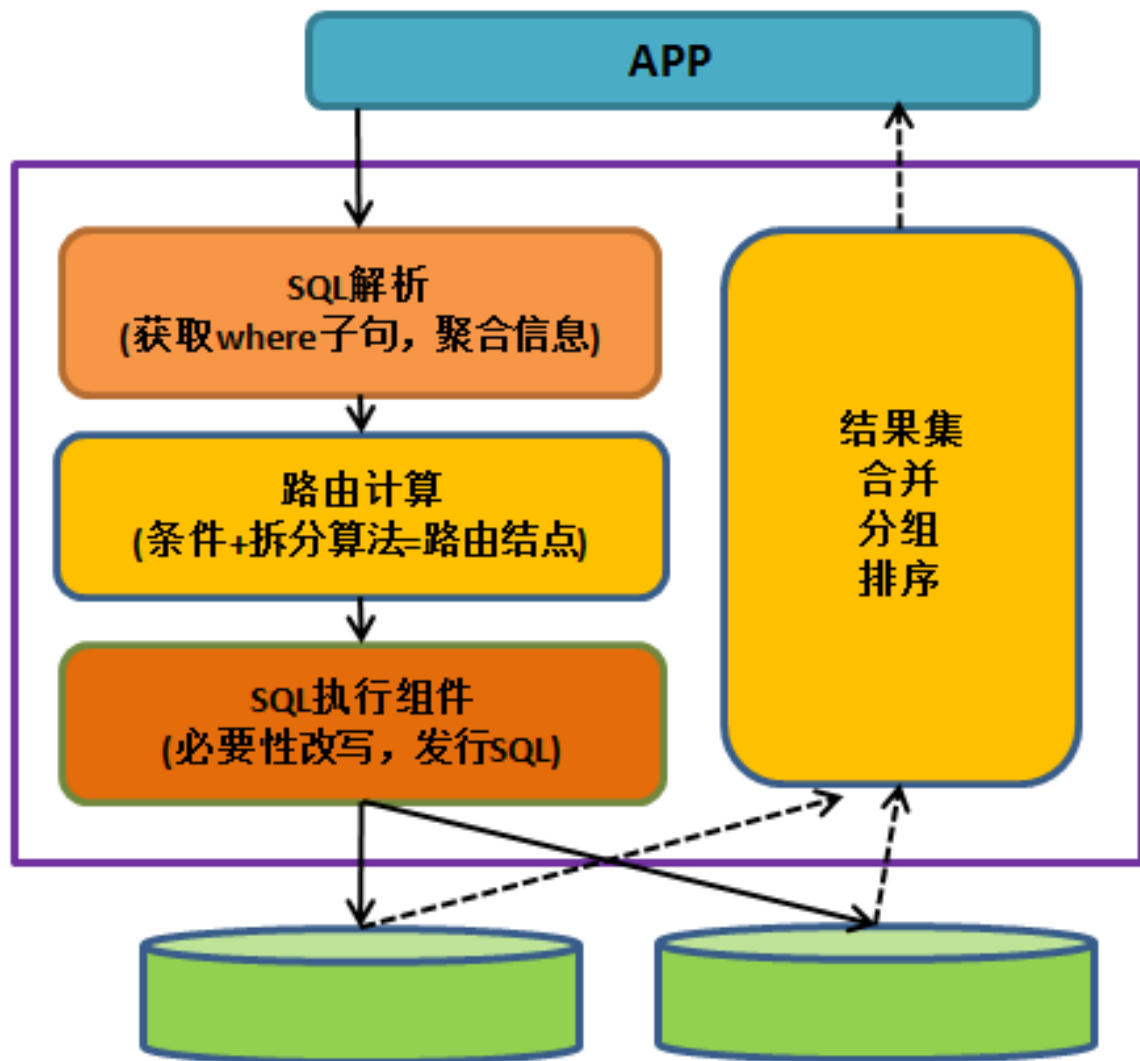 APP
SQL解析
(获取where子句，聚合信息)
路由计算
(条件+拆分算法=路由结点)
SQL执行组件
(必要性改写，发行SQL)
结果集
合并
分组
排序